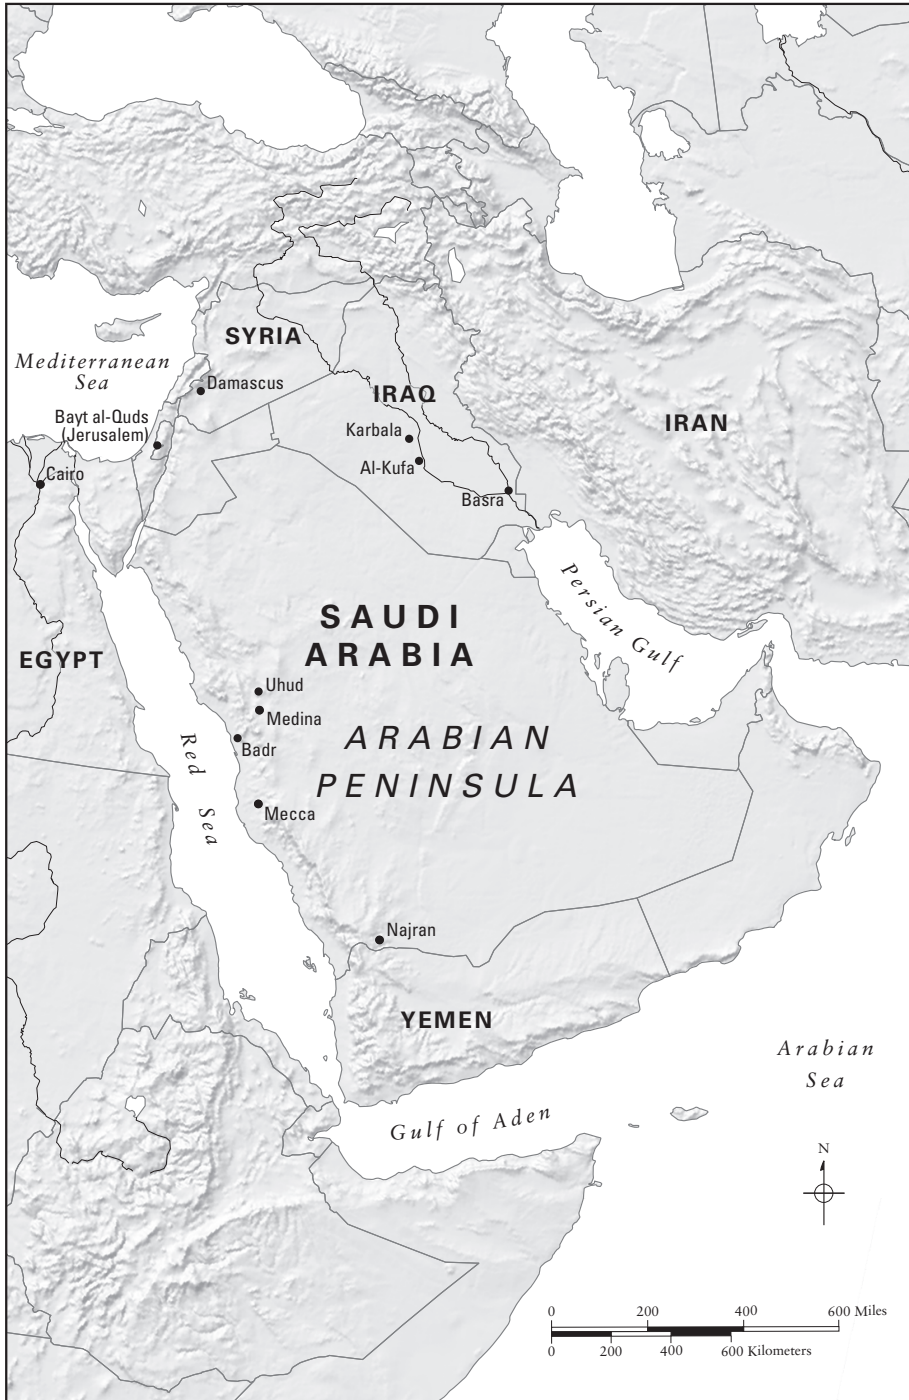 SYRIA
Mediterranean
Sea
Damascus
IRAQ
Bayt al-Quds
(Jerusalem)
IRAN
Karbala
Al-Kufa
Cairo
Basra
Persian Gulf
SAUDI
ARABIA
EGYPT
Uhud
Medina
Badr
ARABIAN
PENINSULA
Red Sea
Mecca
Najran
YEMEN
Arabian
Sea
Gulf of Aden
N
0 200 400 600 Miles
0 200 400 600 Kilometers